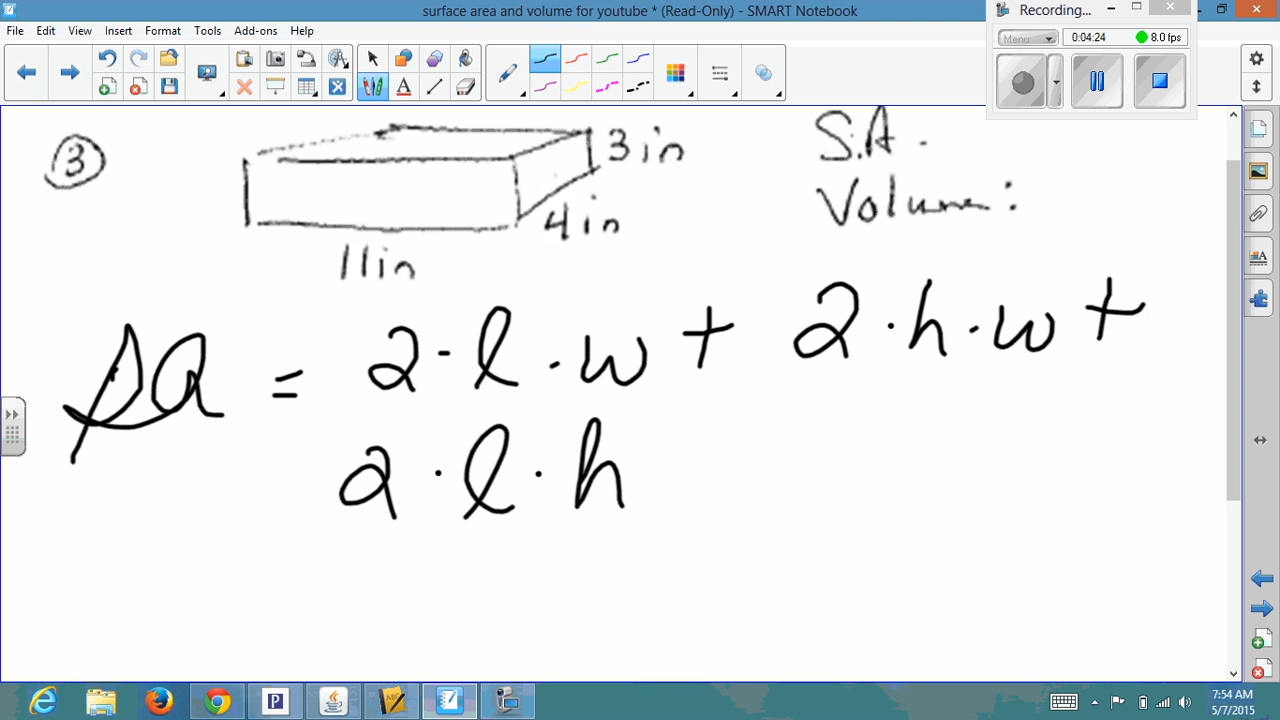 surface area and volume for youtube * (Read-Only) - SMART Notebook
Recording...
File Edit View Insert Format Tools Add-ons Help
Menu 0:04:24 8.0 fps
3
3 in
S.A.
4 in
Volume:
11 in
SA = 2 · l · w + 2 · h · w +
2 · l · h
7:54 AM
5/7/2015